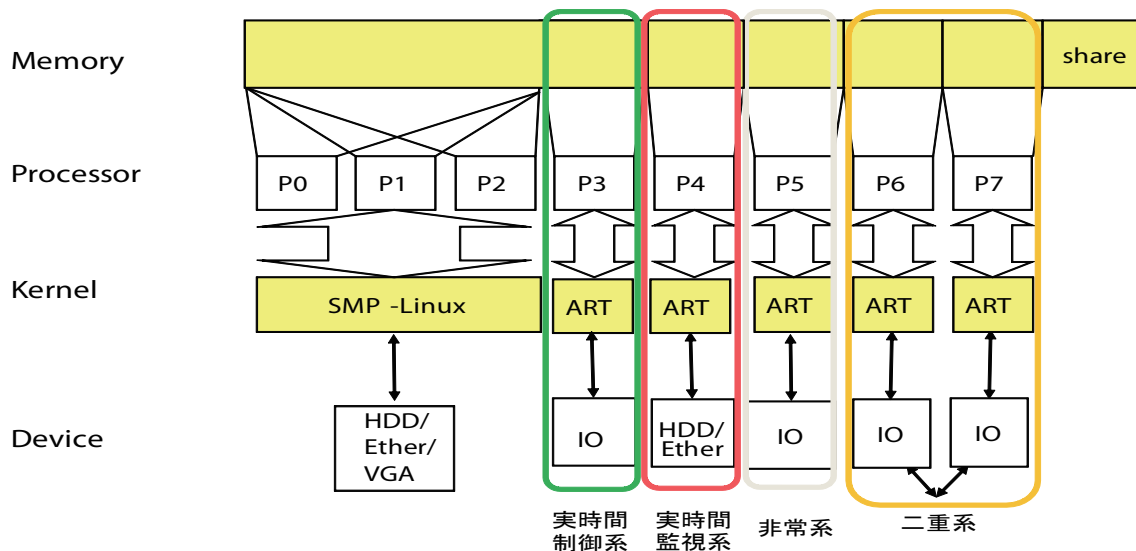 Memory
share
Processor
P0
P1
P2
P3
P4
P5
P6
P7
Kernel
SMP -Linux
ART
ART
ART
ART
ART
Device
HDD/
Ether/
VGA
IO
HDD/
Ether
IO
IO
IO
実時間
制御系
実時間
監視系
非常系
二重系